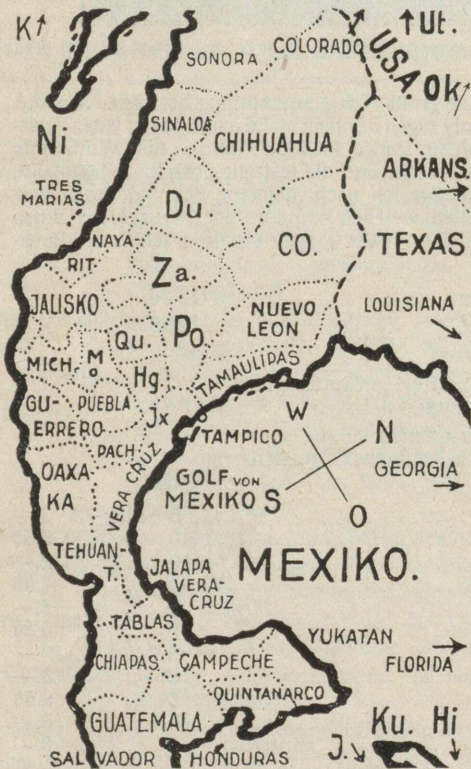 K
Ut.
COLORADO
U.S.A.
SONORA
Ok
Ni
SINALOA
CHIHUAHUA
ARKANS.
TRES
MARIAS
Du.
NAYA-
RIT
CO.
TEXAS
Za.
JALISKO
NUEVO
LEON
LOUISIANA
Qu.
Po.
MICH.
Mo
Hg.
TAMAULIPAS
GU-
ERRERO
PUEBLA
Jx
W
N
PACH
TAMPICO
OAXA
KA
VERA CRUZ
GOLF VON
MEXIKO
S
GEORGIA
O
TEHUAN-
T.
JALAPA
VERA-
CRUZ
MEXIKO.
TABLAS
YUKATAN
CHIAPAS
CAMPECHE
FLORIDA
QUINTANARCO
GUATEMALA
Ku.
Hi
J.
SALVADOR
HONDURAS